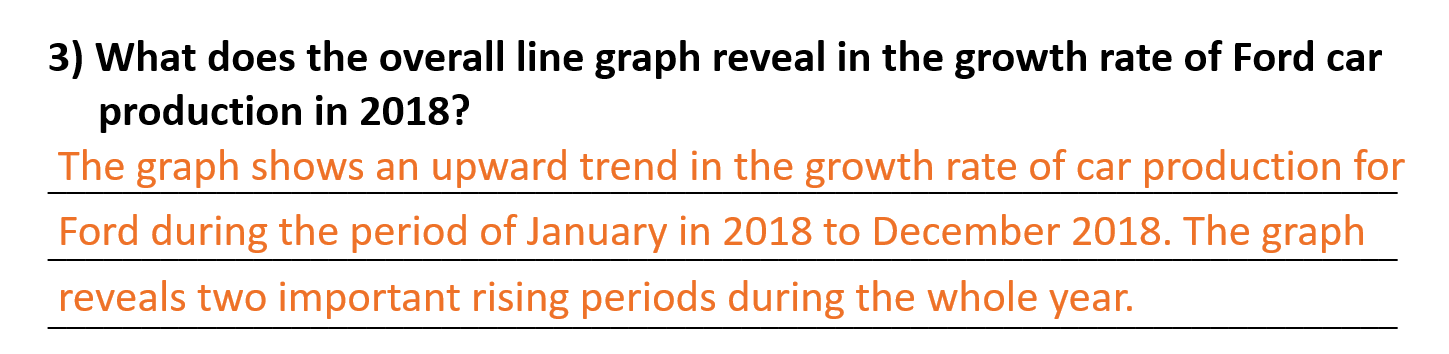 3) What does the overall line graph reveal in the growth rate of Ford car
production in 2018?
The graph shows an upward trend in the growth rate of car production for
Ford during the period of January in 2018 to December 2018. The graph
reveals two important rising periods during the whole year.